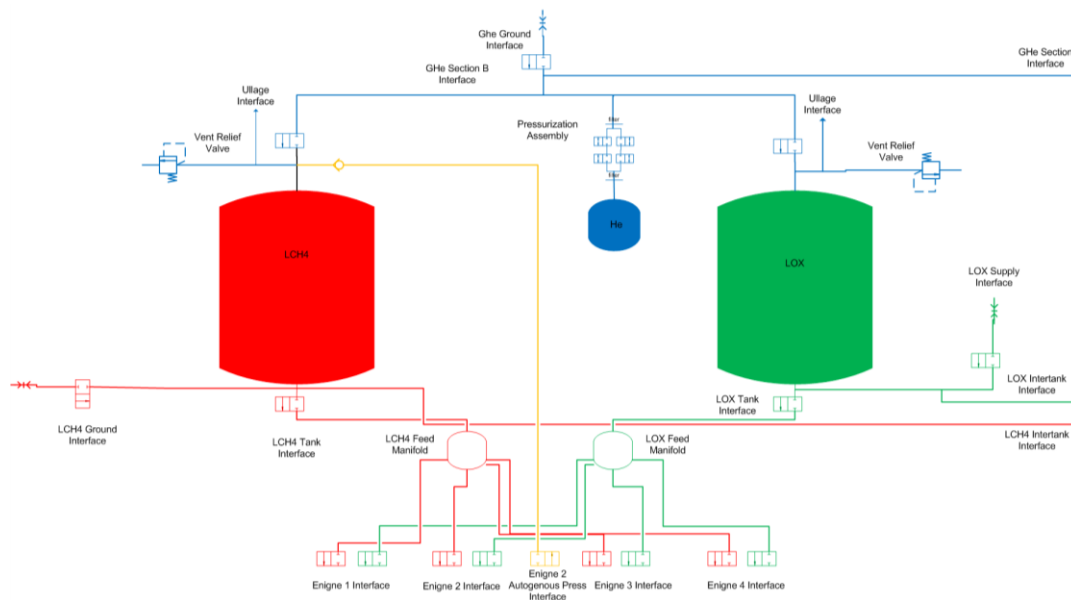 Ghe Ground
Interface
GHe Section
Interface
GHe Section B
Interface
Ullage
Interface
Ullage
Interface
Pressurization
Assembly
filter
Vent Relief
Valve
Vent Relief
Valve
filter
He
LCH4
LOX
LOX Supply
Interface
LOX Intertank
Interface
LOX Tank
Interface
LCH4 Ground
Interface
LCH4 Tank
Interface
LCH4 Feed
Manifold
LOX Feed
Manifold
LCH4 Intertank
Interface
Enigne 1 Interface
Enigne 2 Interface
Enigne 2
Autogenous Press
Interface
Enigne 3 Interface
Enigne 4 Interface